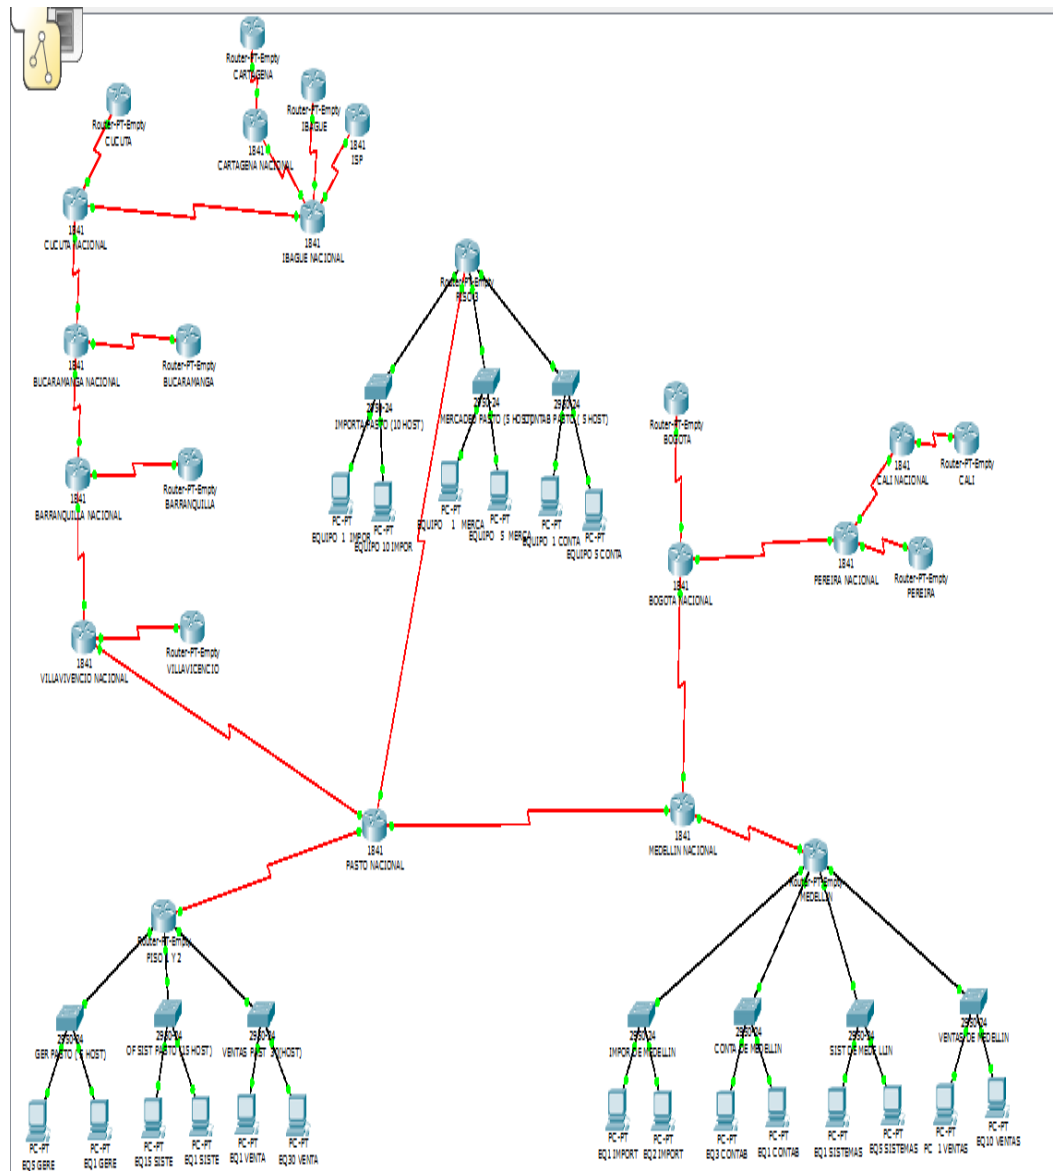 Router-PT-Empty
CARTAGENA
Router-PT-Empty
IBAGUE
Router-PT-Empty
CUCUTA
1841
ISP
1841
CARTAGENA NACIONAL
1841
CUCUTA NACIONAL
1841
IBAGUE NACIONAL
Router-PT-Empty
PISO 3
1841
BUCARAMANGA NACIONAL
Router-PT-Empty
BUCARAMANGA
2950-24
IMPORTA PASTO (10 HOST)
2950-24
MERCADEO PASTO (5 HOST)
2950-24
CONTAB PASTO ( 5 HOST)
Router-PT-Empty
BOGOTA
1841
CALI NACIONAL
Router-PT-Empty
CALI
1841
BARRANQUILLA NACIONAL
Router-PT-Empty
BARRANQUILLA
PC-PT
EQUIPO 1 IMPOR
PC-PT
EQUIPO 10 IMPOR
PC-PT
EQUIPO 1 MERCA
PC-PT
EQUIPO 5 MERCA
PC-PT
EQUIPO 1 CONTA
PC-PT
EQUIPO 5 CONTA
1841
BOGOTA NACIONAL
1841
PEREIRA NACIONAL
Router-PT-Empty
PEREIRA
1841
VILLAVIVENCIO NACIONAL
Router-PT-Empty
VILLAVICENCIO
1841
PASTO NACIONAL
1841
MEDELLIN NACIONAL
Router-PT-Empty
MEDELLIN
Router-PT-Empty
PISO 1 Y 2
2950-24
GER PASTO ( 5 HOST)
2950-24
OF SIST PASTO (15 HOST)
2950-24
VENTAS PAST 30(HOST)
2950-24
IMPOR DE MEDELLIN
2950-24
CONTA DE MEDELLIN
2950-24
SIST DE MEDELLIN
2950-24
VENTAS DE MEDELLIN
PC-PT
EQ5 GERE
PC-PT
EQ1 GERE
PC-PT
EQ15 SISTE
PC-PT
EQ1 SISTE
PC-PT
EQ1 VENTA
PC-PT
EQ30 VENTA
PC-PT
EQ1 IMPORT
PC-PT
EQ2 IMPORT
PC-PT
EQ3 CONTAB
PC-PT
EQ1 CONTAB
PC-PT
EQ1 SISTEMAS
PC-PT
EQ5 SISTEMAS
PC-PT
PC 1 VENTAS
PC-PT
EQ10 VENTAS